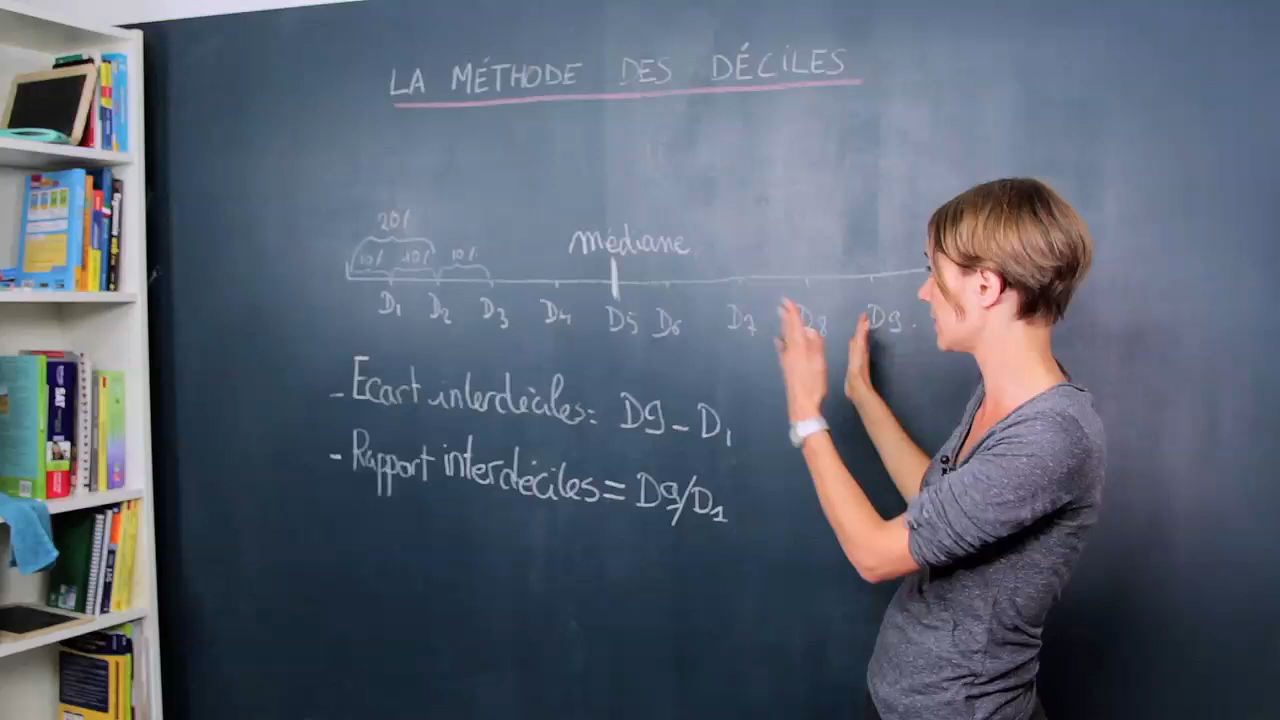 LA MÉTHODE DES DÉCILES
20%
10% 10% 10%
médiane
D1 D2 D3 D4 D5 D6 D7 D8 D9.
- Ecart interdéciles = D9 - D1
- Rapport interdéciles = D9/D1
SAT